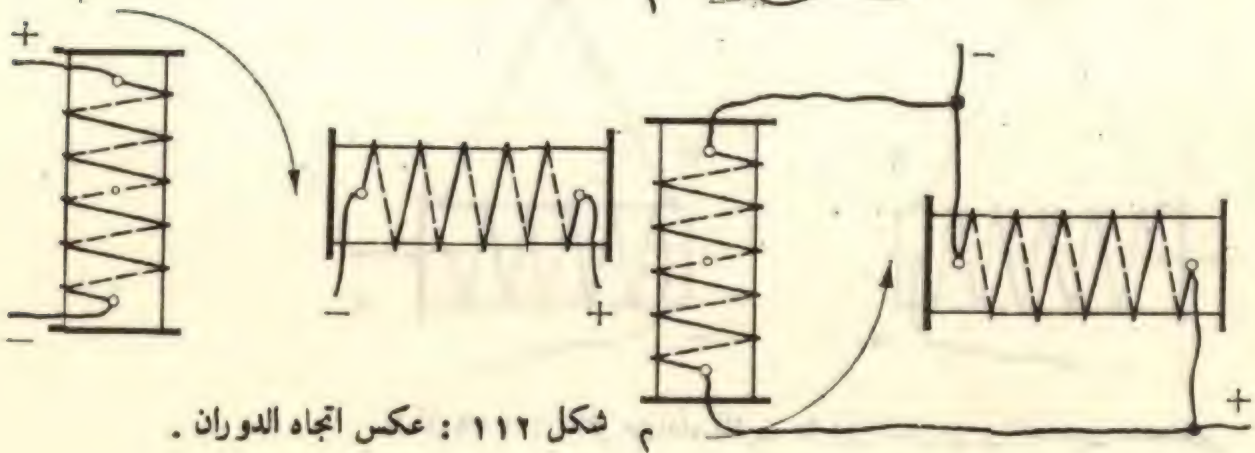 م
+
-
-
+
-
+
م
شكل ١١٢ : عكس اتجاه الدوران .